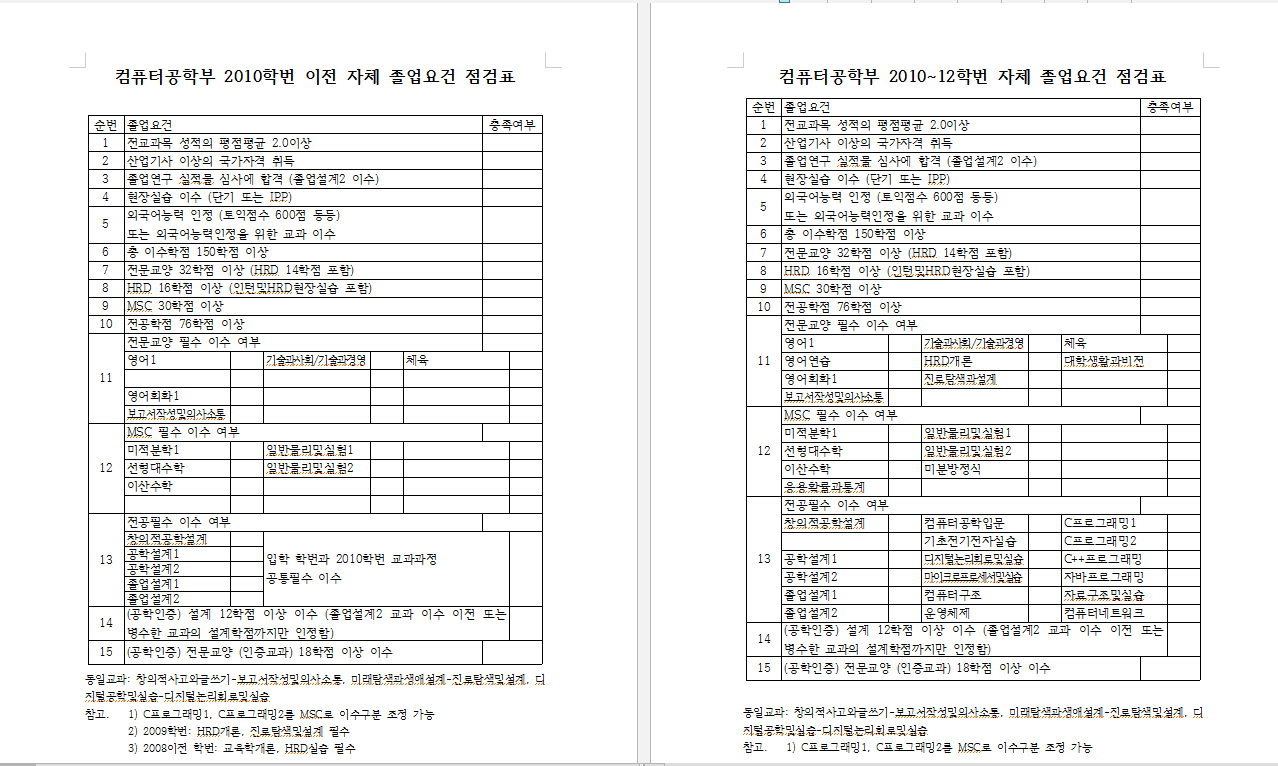 컴퓨터공학부 2010학번 이전 자체 졸업요건 점검표
순번 졸업요건 충족여부
1 전교과목 성적의 평점평균 2.0이상
2 산업기사 이상의 국가자격 취득
3 졸업연구 실적물 심사에 합격 (졸업설계2 이수)
4 현장실습 이수 (단기 또는 IPP)
5 외국어능력 인정 (토익점수 600점 등등)
또는 외국어능력인정을 위한 교과 이수
6 총 이수학점 150학점 이상
7 전문교양 32학점 이상 (HRD 14학점 포함)
8 HRD 16학점 이상 (인턴및HRD현장실습 포함)
9 MSC 30학점 이상
10 전공학점 76학점 이상
11 전문교양 필수 이수 여부
영어1 기술과사회/기술과경영 체육
영어회화1
보고서작성및의사소통
12 MSC 필수 이수 여부
미적분학1 일반물리및실험1
선형대수학 일반물리및실험2
이산수학
13 전공필수 이수 여부
창의적공학설계
공학설계1
공학설계2
졸업설계1
졸업설계2
입학 학번과 2010학번 교과과정
공통필수 이수
14 (공학인증) 설계 12학점 이상 이수 (졸업설계2 교과 이수 이전 또는
병수한 교과의 설계학점까지만 인정함)
15 (공학인증) 전문교양 (인증교과) 18학점 이상 이수
동일교과: 창의적사고와글쓰기-보고서작성및의사소통, 미래탐색과생애설계-진로탐색및설계, 디
지털공학및실습-디지털논리회로및실습
참고. 1) C프로그래밍1, C프로그래밍2를 MSC로 이수구분 조정 가능
2) 2009학번: HRD개론, 진로탐색및설계 필수
3) 2008이전 학번: 교육학개론, HRD실습 필수
컴퓨터공학부 2010~12학번 자체 졸업요건 점검표
순번 졸업요건 충족여부
1 전교과목 성적의 평점평균 2.0이상
2 산업기사 이상의 국가자격 취득
3 졸업연구 실적물 심사에 합격 (졸업설계2 이수)
4 현장실습 이수 (단기 또는 IPP)
5 외국어능력 인정 (토익점수 600점 등등)
또는 외국어능력인정을 위한 교과 이수
6 총 이수학점 150학점 이상
7 전문교양 32학점 이상 (HRD 14학점 포함)
8 HRD 16학점 이상 (인턴및HRD현장실습 포함)
9 MSC 30학점 이상
10 전공학점 76학점 이상
11 전문교양 필수 이수 여부
영어1 기술과사회/기술과경영 체육
영어연습 HRD개론 대학생활과비전
영어회화1 진로탐색과설계
보고서작성및의사소통
12 MSC 필수 이수 여부
미적분학1 일반물리및실험1
선형대수학 일반물리및실험2
이산수학 미분방정식
응용확률과통계
13 전공필수 이수 여부
창의적공학설계 컴퓨터공학입문 C프로그래밍1
기초전기전자실습 C프로그래밍2
공학설계1 디지털논리회로및실습 C++프로그래밍
공학설계2 마이크로프로세서및실습 자바프로그래밍
졸업설계1 컴퓨터구조 자료구조및실습
졸업설계2 운영체제 컴퓨터네트워크
14 (공학인증) 설계 12학점 이상 이수 (졸업설계2 교과 이수 이전 또는
병수한 교과의 설계학점까지만 인정함)
15 (공학인증) 전문교양 (인증교과) 18학점 이상 이수
동일교과: 창의적사고와글쓰기-보고서작성및의사소통, 미래탐색과생애설계-진로탐색및설계, 디
지털공학및실습-디지털논리회로및실습
참고. 1) C프로그래밍1, C프로그래밍2를 MSC로 이수구분 조정 가능